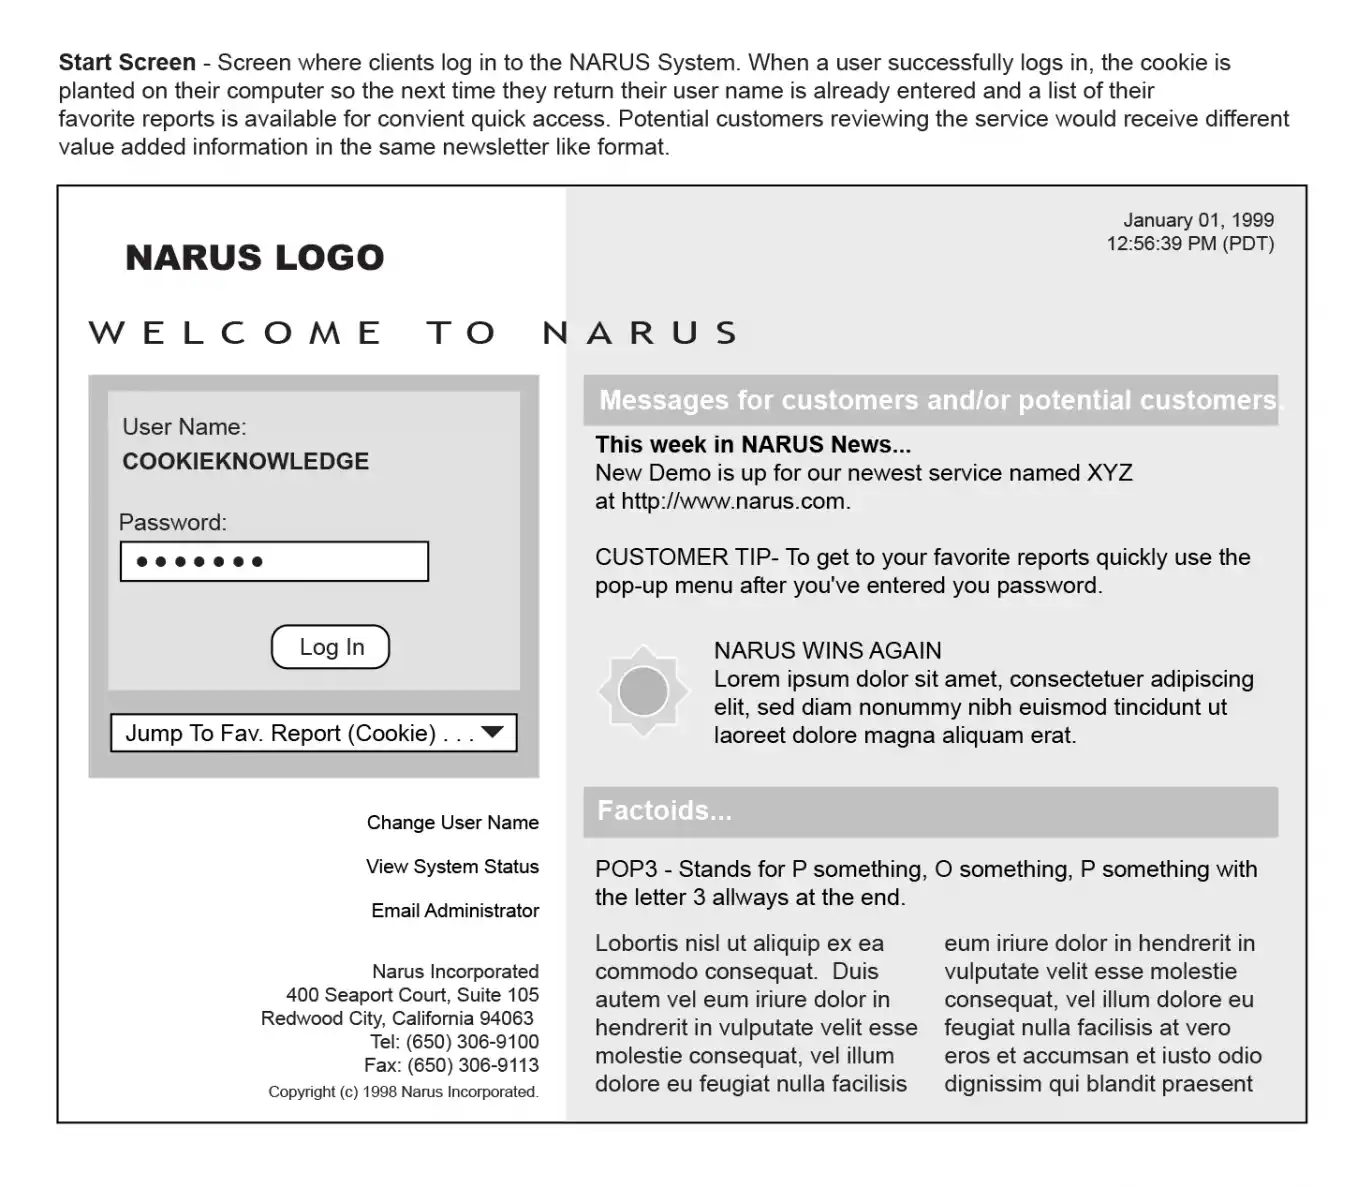 Start Screen - Screen where clients log in to the NARUS System. When a user successfully logs in, the cookie is
planted on their computer so the next time they return their user name is already entered and a list of their
favorite reports is available for convient quick access. Potential customers reviewing the service would receive different
value added information in the same newsletter like format.
January 01, 1999
12:56:39 PM (PDT)
NARUS LOGO
WELCOME TO NARUS
User Name:
COOKIEKNOWLEDGE
Password:
•••••••
Log In
Jump To Fav. Report (Cookie) . . .
Change User Name
View System Status
Email Administrator
Narus Incorporated
400 Seaport Court, Suite 105
Redwood City, California 94063
Tel: (650) 306-9100
Fax: (650) 306-9113
Copyright (c) 1998 Narus Incorporated.
Messages for customers and/or potential customers.
This week in NARUS News...
New Demo is up for our newest service named XYZ
at http://www.narus.com.
CUSTOMER TIP- To get to your favorite reports quickly use the
pop-up menu after you've entered you password.
NARUS WINS AGAIN
Lorem ipsum dolor sit amet, consectetuer adipiscing
elit, sed diam nonummy nibh euismod tincidunt ut
laoreet dolore magna aliquam erat.
Factoids...
POP3 - Stands for P something, O something, P something with
the letter 3 allways at the end.
Lobortis nisl ut aliquip ex ea
commodo consequat.  Duis
autem vel eum iriure dolor in
hendrerit in vulputate velit esse
molestie consequat, vel illum
dolore eu feugiat nulla facilisis
eum iriure dolor in hendrerit in
vulputate velit esse molestie
consequat, vel illum dolore eu
feugiat nulla facilisis at vero
eros et accumsan et iusto odio
dignissim qui blandit praesent